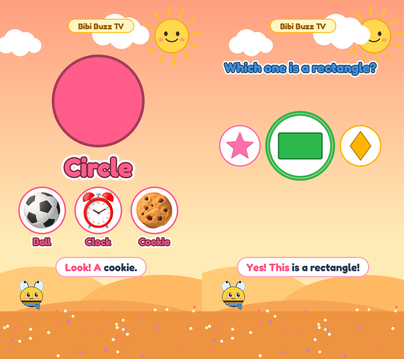 Bibi Buzz TV
Circle
Ball
Clock
Cookie
Look! A cookie.
Bibi Buzz TV
Which one is a rectangle?
Yes! This is a rectangle!